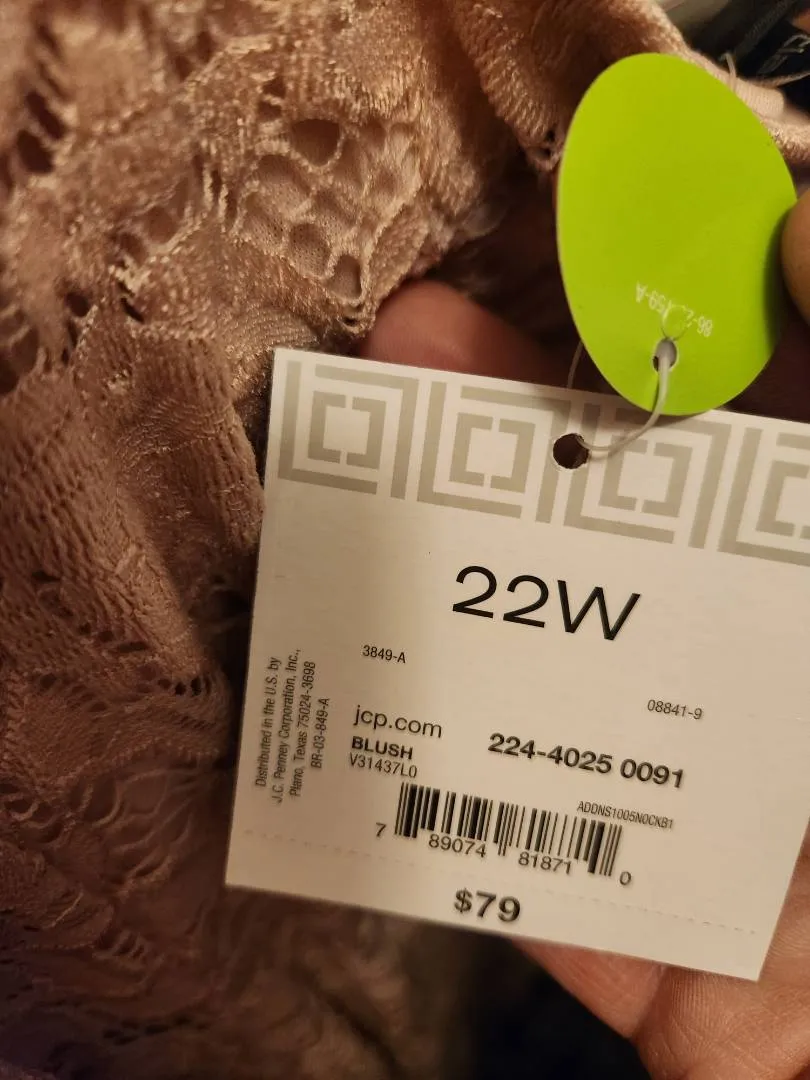 22W
3849-A
08841-9
Distributed in the U.S. by
J.C. Penney Corporation, Inc.,
Plano, Texas 75024-3698
BR-03-849-A
jcp.com
224-4025 0091
BLUSH
V31437L0
ADDNS1005N0CKB1
7 89074 81871 0
$79